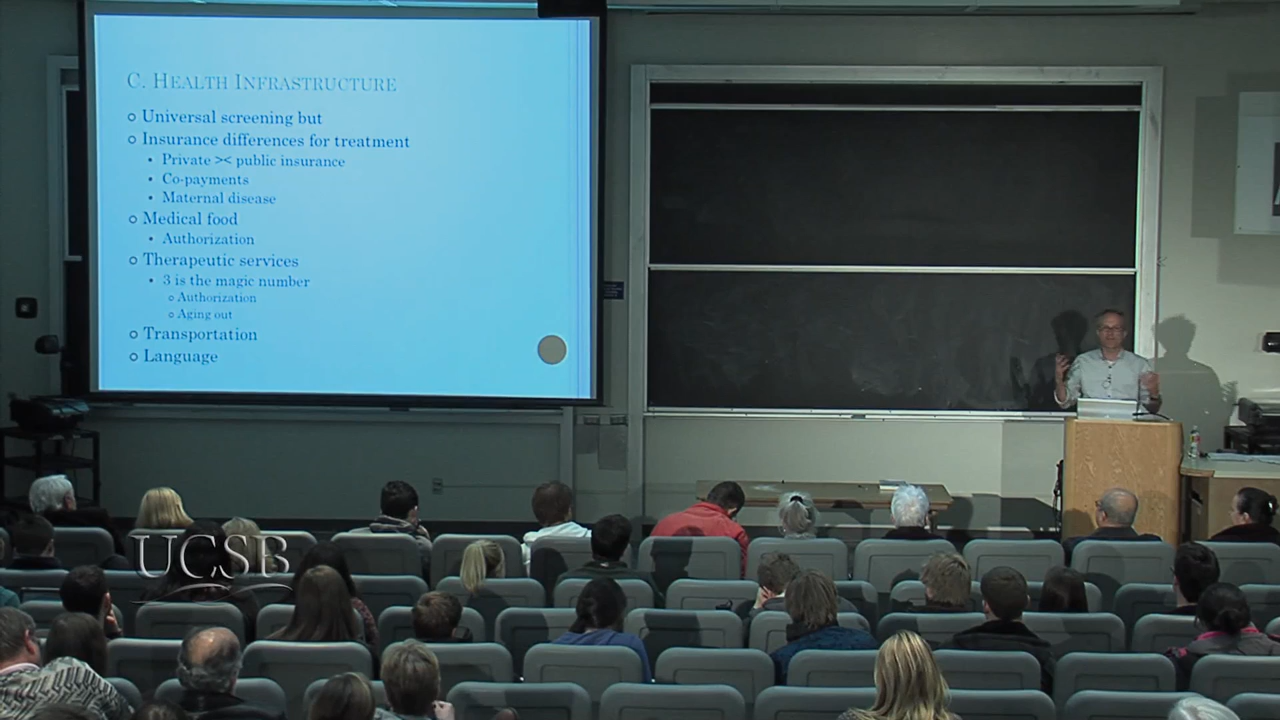 C. Health Infrastructure
Universal screening but
Insurance differences for treatment
Private >< public insurance
Co-payments
Maternal disease
Medical food
Authorization
Therapeutic services
3 is the magic number
Authorization
Aging out
Transportation
Language
UCSB